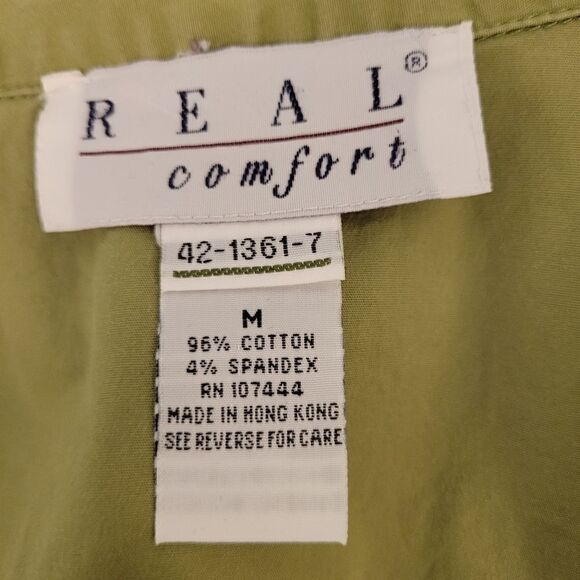 REAL®
comfort
42-1361-7
M
96% COTTON
4% SPANDEX
RN 107444
MADE IN HONG KONG
SEE REVERSE FOR CARE